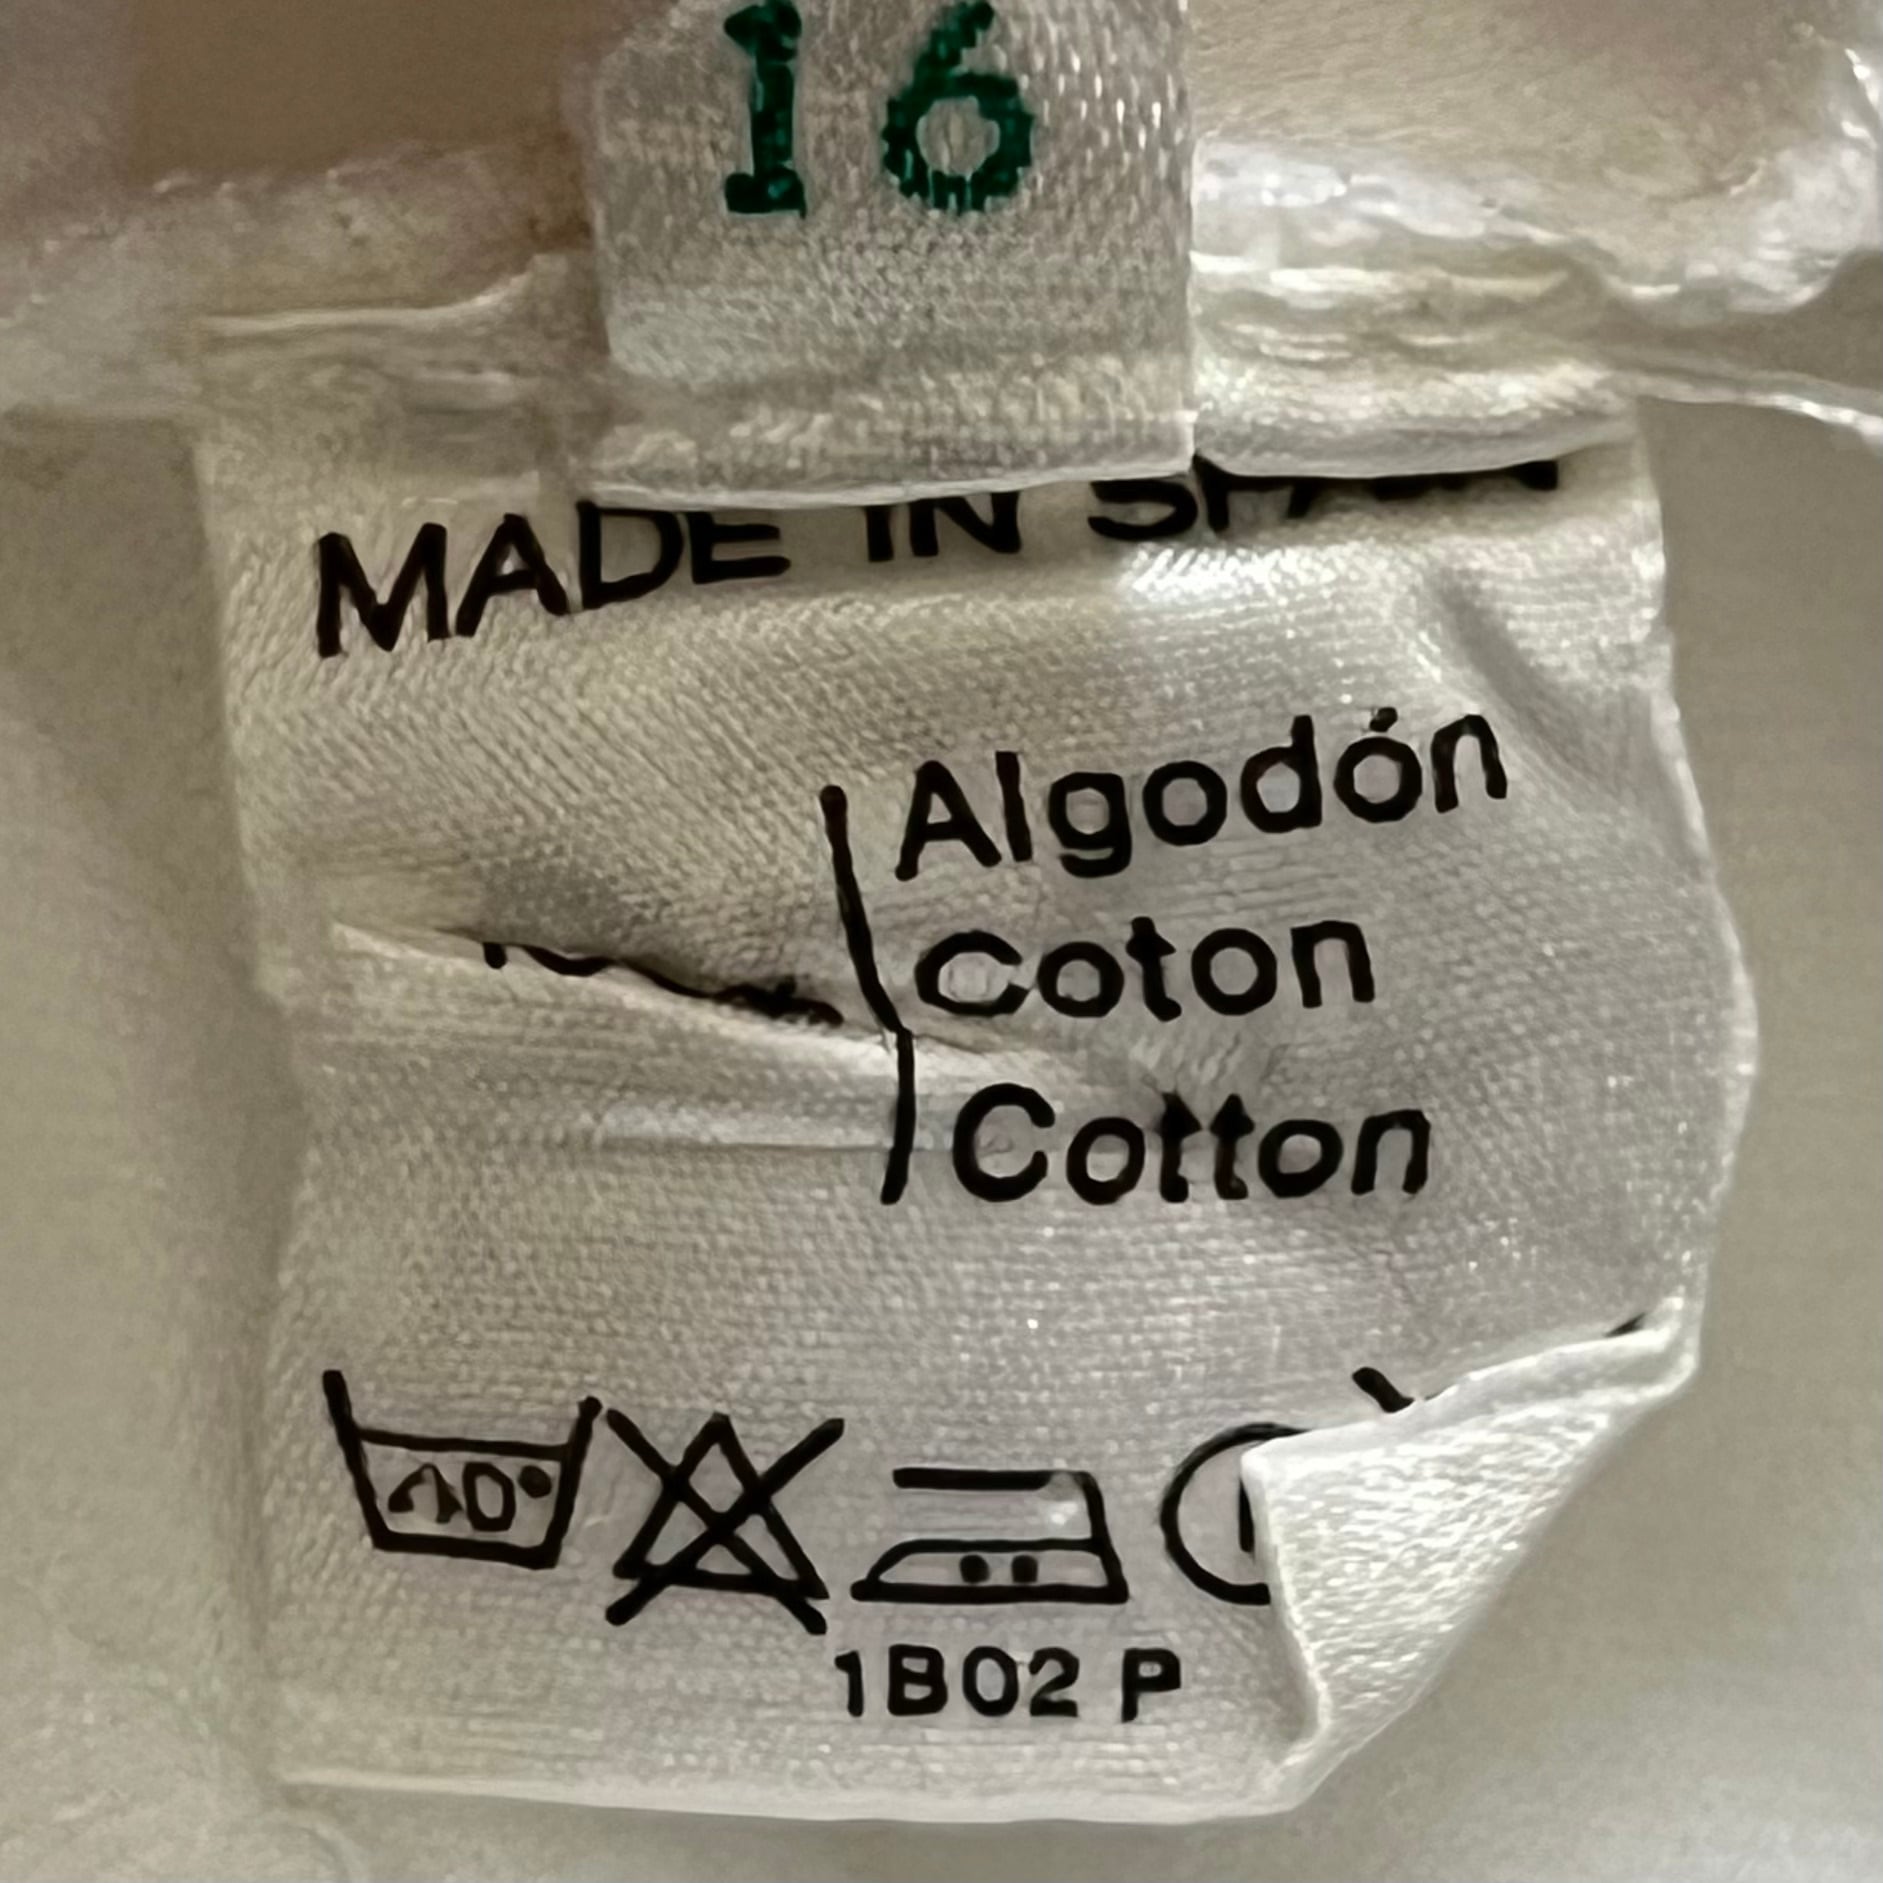 16
MADE IN
Algodón
coton
Cotton
40°
1B02 P